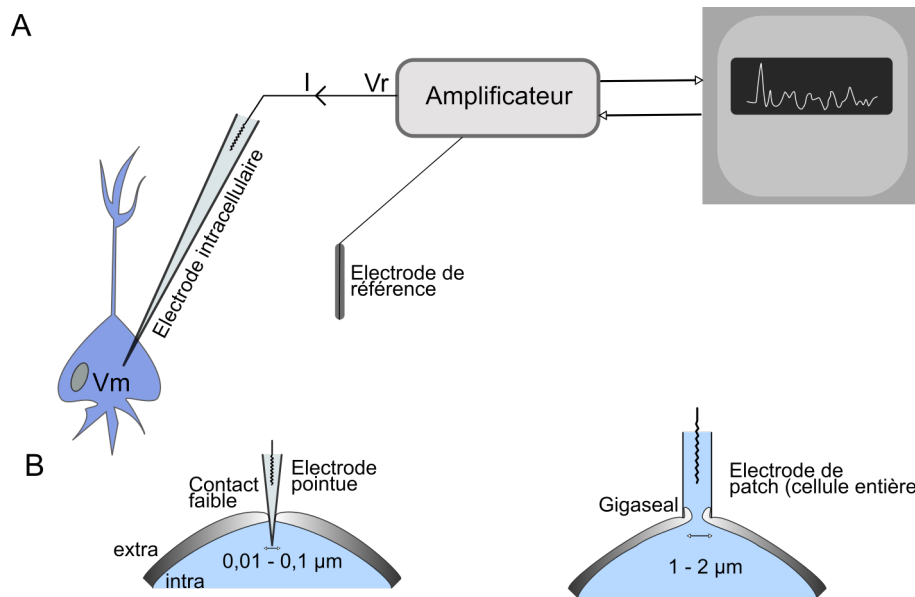 A
I
Vr
Amplificateur
Electrode intracellulaire
Electrode de
référence
Vm
B
Contact
faible
Electrode
pointue
extra
intra
0,01 - 0,1 µm
Gigaseal
Electrode de
patch (cellule entière
1 - 2 µm